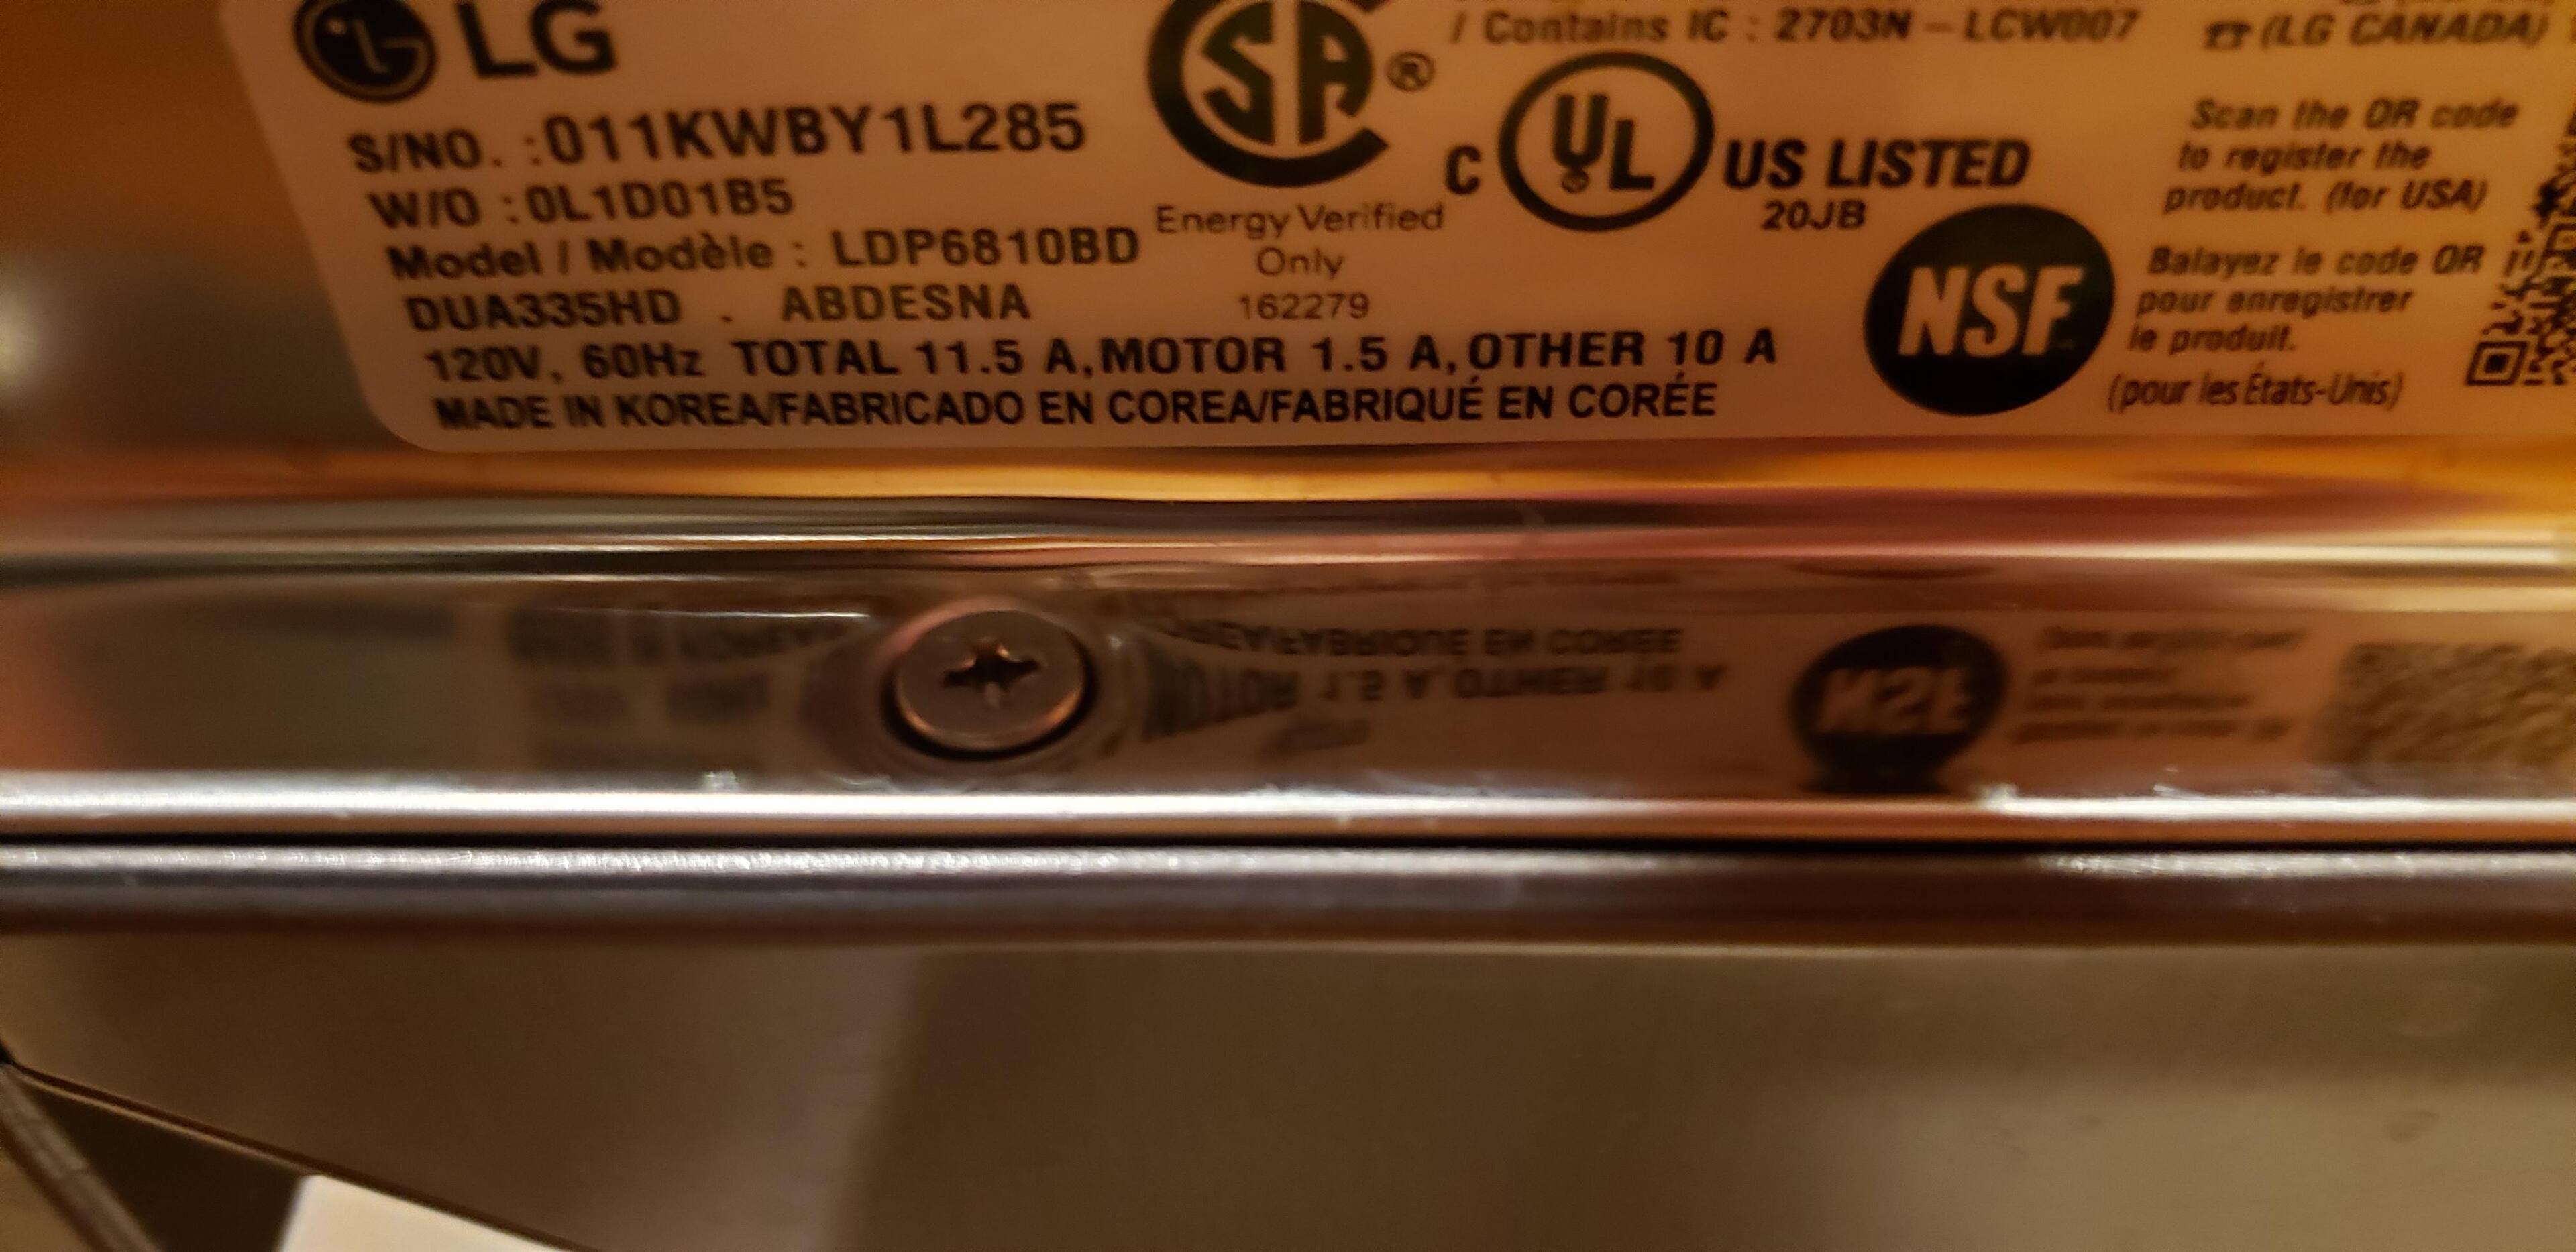 LG
S/NO. :011KWBY1L285
W/O :0L1D01B5
Model / Modèle : LDP6810BD
DUA335HD . ABDESNA
120V, 60Hz TOTAL 11.5 A,MOTOR 1.5 A,OTHER 10 A
MADE IN KOREA/FABRICADO EN COREA/FABRIQUÉ EN CORÉE
SA ®
Energy Verified
Only
162279
/ Contains IC : 2703N - LCW007
C UL US LISTED
20JB
NSF
(LG CANADA)
Scan the QR code
to register the
product. (for USA)
Balayez le code QR
pour enregistrer
le produit.
(pour les États-Unis)